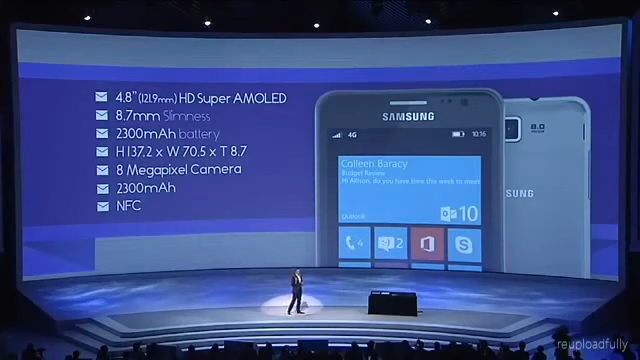 4.8" (121.9mm) HD Super AMOLED
8.7mm Slimness
2300mAh battery
H 137.2 x W 70.5 x T 8.7
8 Megapixel Camera
2300mAh
NFC
SAMSUNG
4G 10:16
Colleen Baracy
Budget Review
Hi Allison, do you have time this week to meet
Outlook
10
4
2
8.0
SUNG
reuploadfully